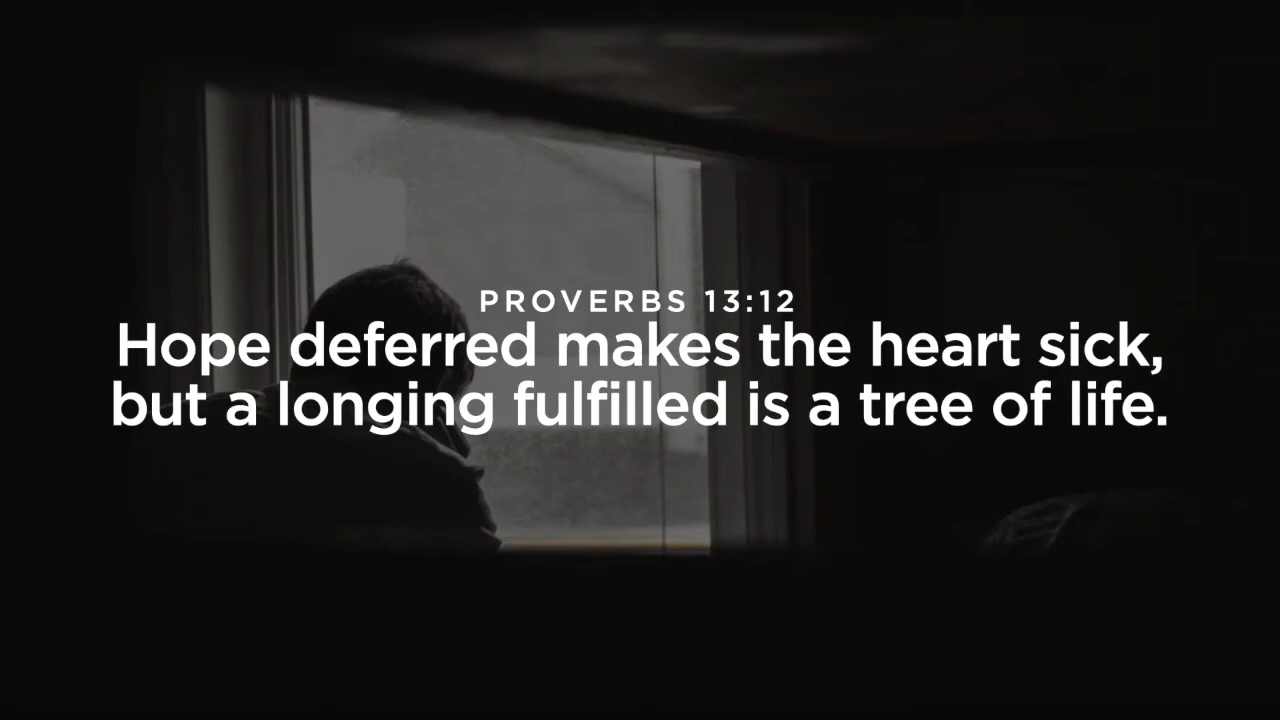 PROVERBS 13:12
Hope deferred makes the heart sick,
but a longing fulfilled is a tree of life.